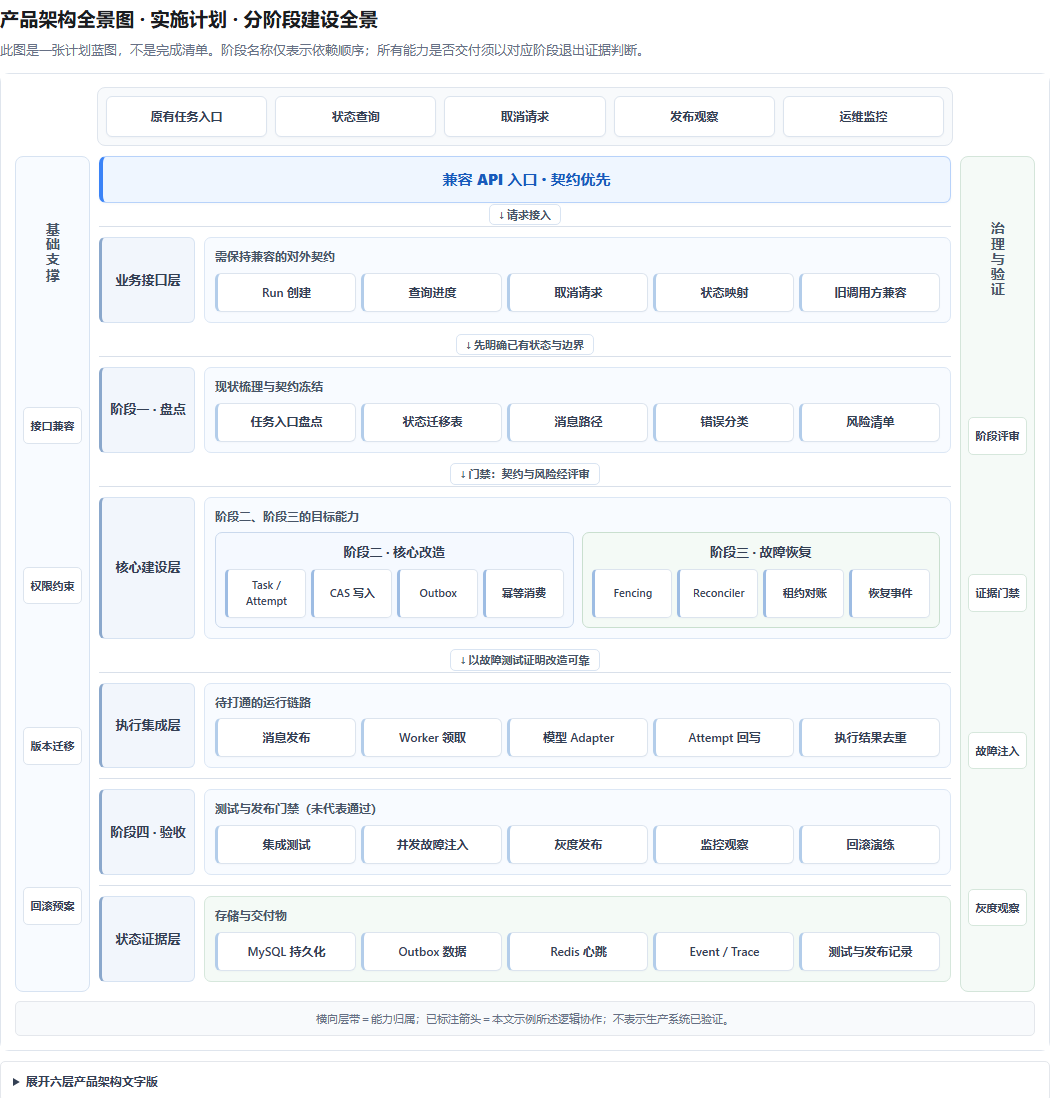 产品架构全景图 · 实施计划 · 分阶段建设全景
此图是一张计划蓝图，不是完成清单。阶段名称仅表示依赖顺序；所有能力是否交付须以对应阶段退出证据判断。
原有任务入口
状态查询
取消请求
发布观察
运维监控
基础支撑
接口兼容
权限约束
版本迁移
回滚预案
兼容 API 入口 · 契约优先
↓ 请求接入
业务接口层
需保持兼容的对外契约
Run 创建
查询进度
取消请求
状态映射
旧调用方兼容
↓ 先明确已有状态与边界
阶段一 · 盘点
现状梳理与契约冻结
任务入口盘点
状态迁移表
消息路径
错误分类
风险清单
↓ 门禁：契约与风险经评审
核心建设层
阶段二、阶段三的目标能力
阶段二 · 核心改造
Task /
Attempt
CAS 写入
Outbox
幂等消费
阶段三 · 故障恢复
Fencing
Reconciler
租约对账
恢复事件
↓ 以故障测试证明改造可靠
执行集成层
待打通的运行链路
消息发布
Worker 领取
模型 Adapter
Attempt 回写
执行结果去重
阶段四 · 验收
测试与发布门禁（未代表通过）
集成测试
并发故障注入
灰度发布
监控观察
回滚演练
状态证据层
存储与交付物
MySQL 持久化
Outbox 数据
Redis 心跳
Event / Trace
测试与发布记录
治理与验证
阶段评审
证据门禁
故障注入
灰度观察
横向层带＝能力归属；已标注箭头＝本文示例所述逻辑协作；不表示生产系统已验证。
▶ 展开六层产品架构文字版